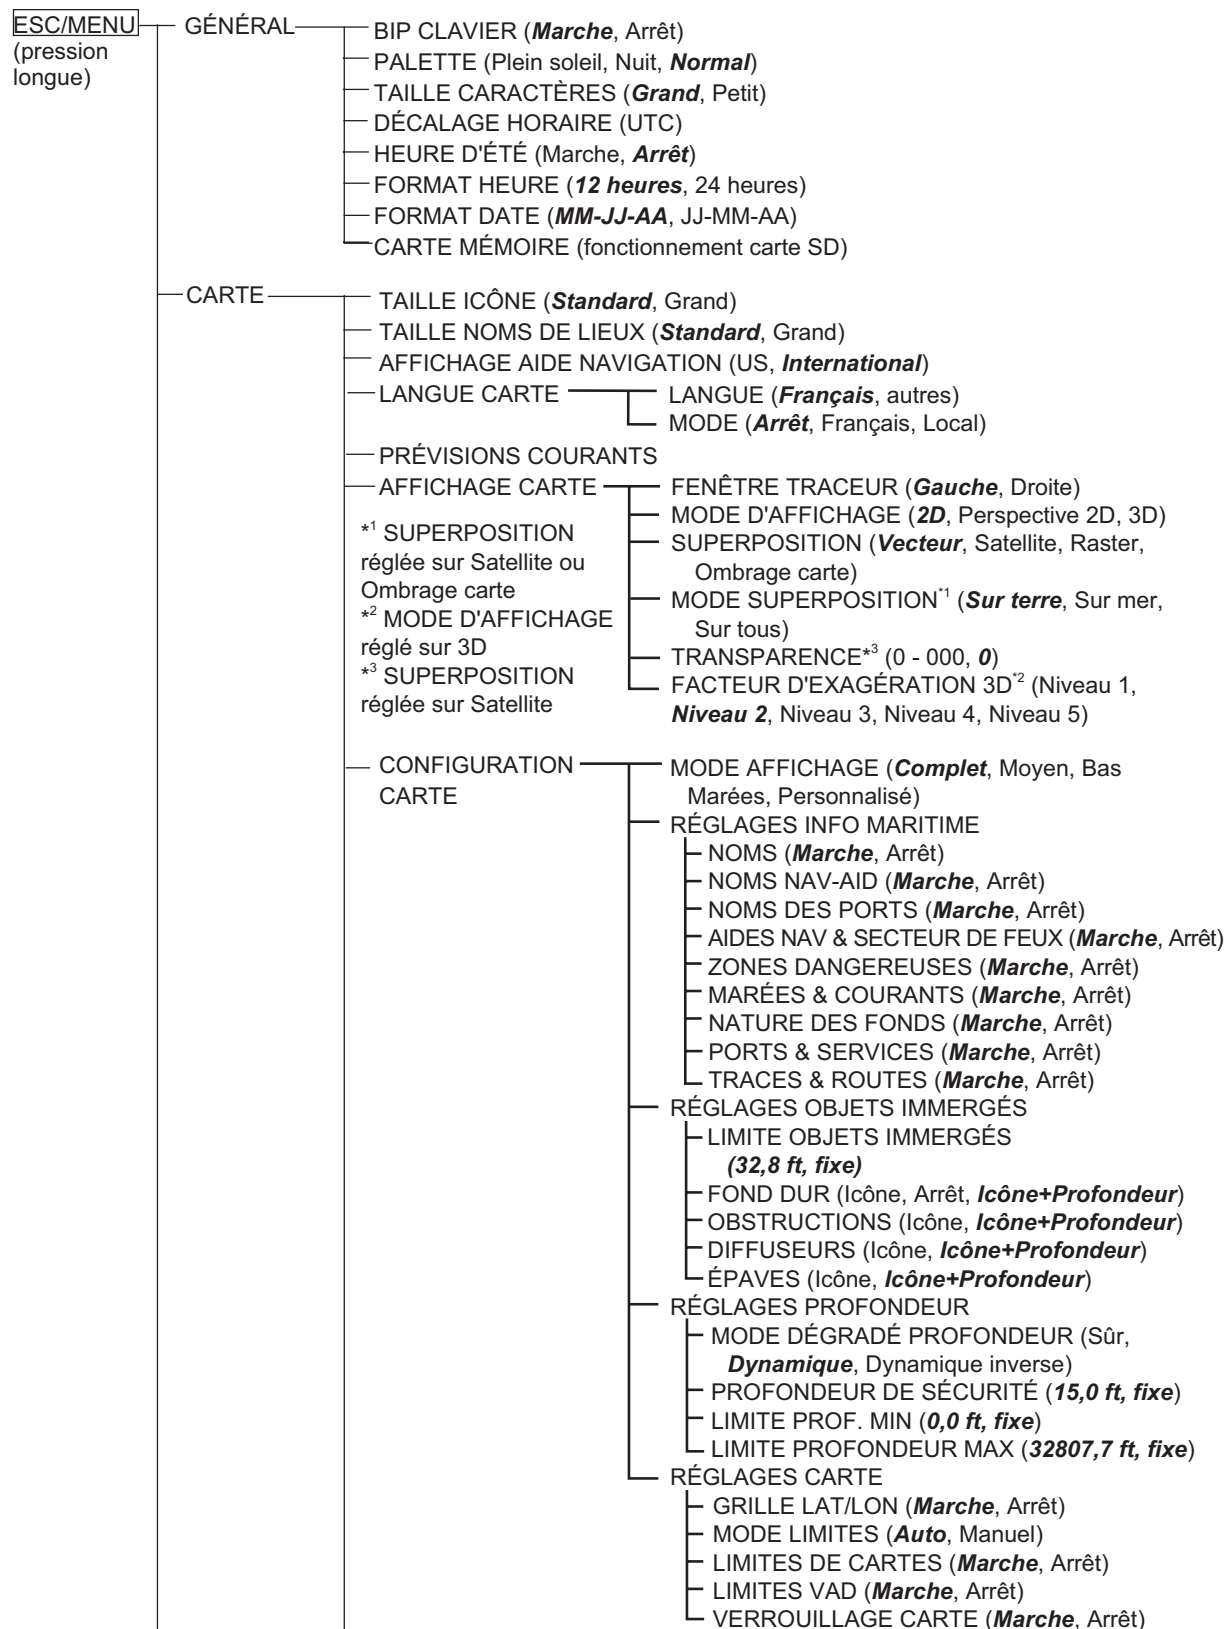 ESC/MENU
(pression
longue)
GÉNÉRAL
BIP CLAVIER (Marche, Arrêt)
PALETTE (Plein soleil, Nuit, Normal)
TAILLE CARACTÈRES (Grand, Petit)
DÉCALAGE HORAIRE (UTC)
HEURE D'ÉTÉ (Marche, Arrêt)
FORMAT HEURE (12 heures, 24 heures)
FORMAT DATE (MM-JJ-AA, JJ-MM-AA)
CARTE MÉMOIRE (fonctionnement carte SD)
CARTE
TAILLE ICÔNE (Standard, Grand)
TAILLE NOMS DE LIEUX (Standard, Grand)
AFFICHAGE AIDE NAVIGATION (US, International)
LANGUE CARTE
LANGUE (Français, autres)
MODE (Arrêt, Français, Local)
PRÉVISIONS COURANTS
AFFICHAGE CARTE
FENÊTRE TRACEUR (Gauche, Droite)
MODE D'AFFICHAGE (2D, Perspective 2D, 3D)
SUPERPOSITION (Vecteur, Satellite, Raster,
Ombrage carte)
MODE SUPERPOSITION*1 (Sur terre, Sur mer,
Sur tous)
TRANSPARENCE*3 (0 - 000, 0)
FACTEUR D'EXAGÉRATION 3D*2 (Niveau 1,
Niveau 2, Niveau 3, Niveau 4, Niveau 5)
*1 SUPERPOSITION
réglée sur Satellite ou
Ombrage carte
*2 MODE D'AFFICHAGE
réglé sur 3D
*3 SUPERPOSITION
réglée sur Satellite
CONFIGURATION
CARTE
MODE AFFICHAGE (Complet, Moyen, Bas
Marées, Personnalisé)
RÉGLAGES INFO MARITIME
NOMS (Marche, Arrêt)
NOMS NAV-AID (Marche, Arrêt)
NOMS DES PORTS (Marche, Arrêt)
AIDES NAV & SECTEUR DE FEUX (Marche, Arrêt)
ZONES DANGEREUSES (Marche, Arrêt)
MARÉES & COURANTS (Marche, Arrêt)
NATURE DES FONDS (Marche, Arrêt)
PORTS & SERVICES (Marche, Arrêt)
TRACES & ROUTES (Marche, Arrêt)
RÉGLAGES OBJETS IMMERGÉS
LIMITE OBJETS IMMERGÉS
(32,8 ft, fixe)
FOND DUR (Icône, Arrêt, Icône+Profondeur)
OBSTRUCTIONS (Icône, Icône+Profondeur)
DIFFUSEURS (Icône, Icône+Profondeur)
ÉPAVES (Icône, Icône+Profondeur)
RÉGLAGES PROFONDEUR
MODE DÉGRADÉ PROFONDEUR (Sûr,
Dynamique, Dynamique inverse)
PROFONDEUR DE SÉCURITÉ (15,0 ft, fixe)
LIMITE PROF. MIN (0,0 ft, fixe)
LIMITE PROFONDEUR MAX (32807,7 ft, fixe)
RÉGLAGES CARTE
GRILLE LAT/LON (Marche, Arrêt)
MODE LIMITES (Auto, Manuel)
LIMITES DE CARTES (Marche, Arrêt)
LIMITES VAD (Marche, Arrêt)
VERROUILLAGE CARTE (Marche, Arrêt)